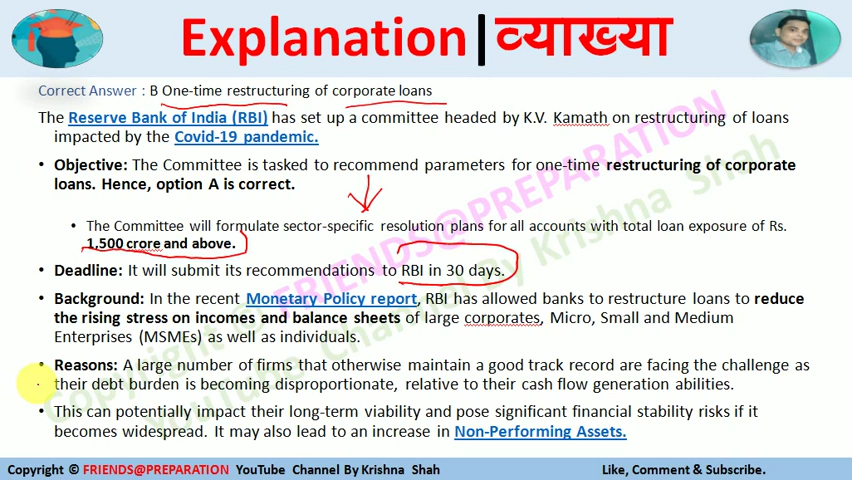 Explanation|व्याख्या
Correct Answer : B One-time restructuring of corporate loans
The Reserve Bank of India (RBI) has set up a committee headed by K.V. Kamath on restructuring of loans
impacted by the Covid-19 pandemic.
• Objective: The Committee is tasked to recommend parameters for one-time restructuring of corporate
loans. Hence, option A is correct.
• The Committee will formulate sector-specific resolution plans for all accounts with total loan exposure of Rs.
1,500 crore and above.
• Deadline: It will submit its recommendations to RBI in 30 days.
• Background: In the recent Monetary Policy report, RBI has allowed banks to restructure loans to reduce
the rising stress on incomes and balance sheets of large corporates, Micro, Small and Medium
Enterprises (MSMEs) as well as individuals.
• Reasons: A large number of firms that otherwise maintain a good track record are facing the challenge as
their debt burden is becoming disproportionate, relative to their cash flow generation abilities.
• This can potentially impact their long-term viability and pose significant financial stability risks if it
becomes widespread. It may also lead to an increase in Non-Performing Assets.
Copyright © FRIENDS@PREPARATION
YouTube Channel By Krishna Shah
Copyright © FRIENDS@PREPARATION YouTube Channel By Krishna Shah Like, Comment & Subscribe.